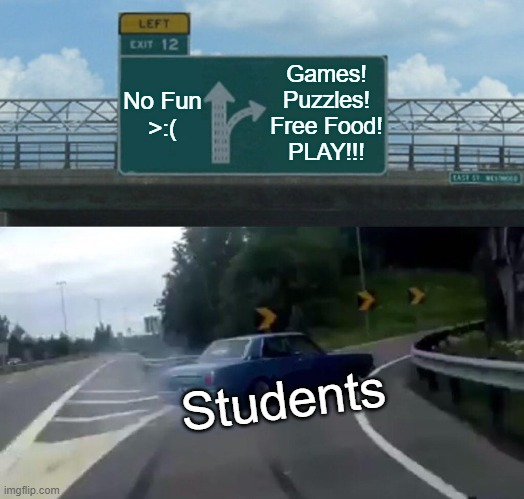 LEFT
EXIT 12
No Fun
>:(
Games!
Puzzles!
Free Food!
PLAY!!!
Students
imgflip.com